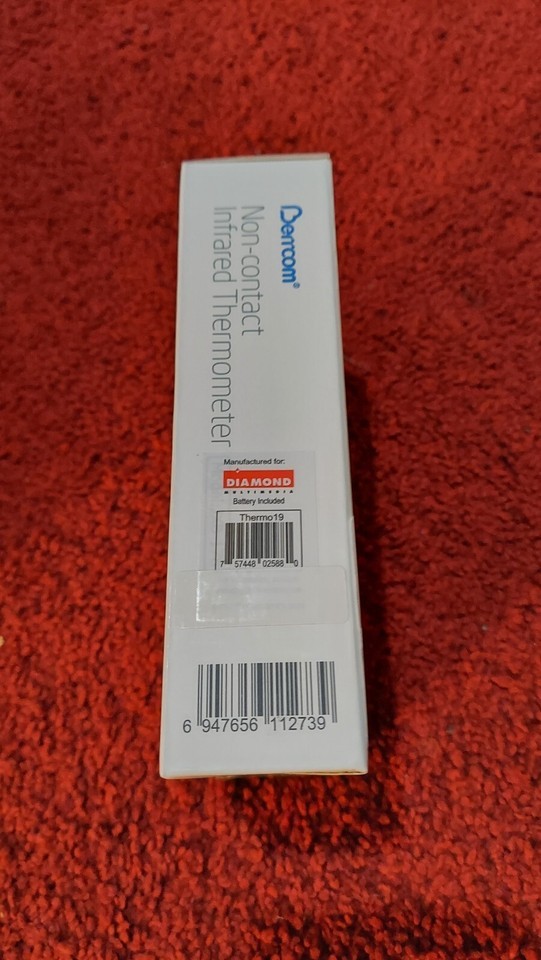 Berrcom®
Non-contact
Infrared Thermometer
Manufactured for:
DIAMOND
MULTIMEDIA
Battery Included
Thermo19
7 57448 02588 0
6 947656 112739